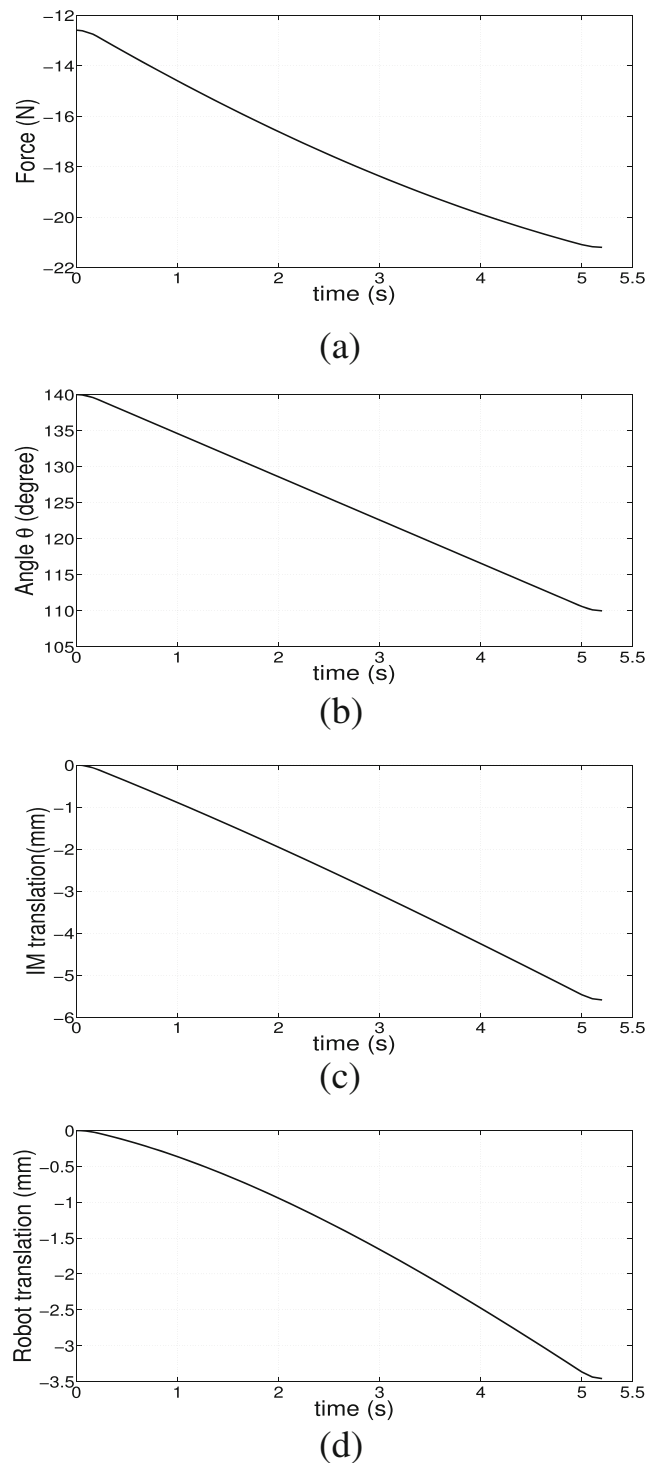 −12
−14
−16
−18
−20
−22
Force (N)
0 1 2 3 4 5 5.5
time (s)
(a)
140
135
130
125
120
115
110
105
Angle θ (degree)
0 1 2 3 4 5 5.5
time (s)
(b)
0
−1
−2
−3
−4
−5
−6
IM translation(mm)
0 1 2 3 4 5 5.5
time (s)
(c)
0
−0.5
−1
−1.5
−2
−2.5
−3
−3.5
Robot translation (mm)
0 1 2 3 4 5 5.5
time (s)
(d)